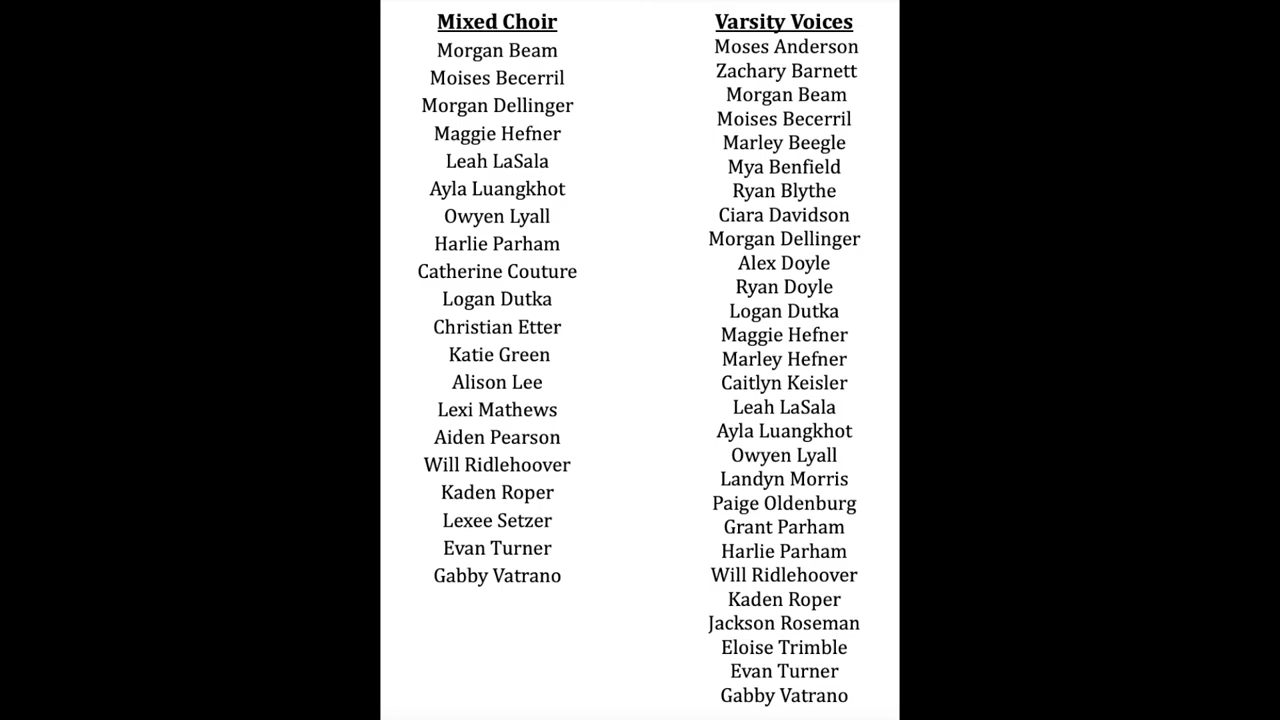 Mixed Choir
Morgan Beam
Moises Becerril
Morgan Dellinger
Maggie Hefner
Leah LaSala
Ayla Luangkhot
Owyen Lyall
Harlie Parham
Catherine Couture
Logan Dutka
Christian Etter
Katie Green
Alison Lee
Lexi Mathews
Aiden Pearson
Will Ridlehoover
Kaden Roper
Lexee Setzer
Evan Turner
Gabby Vatrano
Varsity Voices
Moses Anderson
Zachary Barnett
Morgan Beam
Moises Becerril
Marley Beegle
Mya Benfield
Ryan Blythe
Ciara Davidson
Morgan Dellinger
Alex Doyle
Ryan Doyle
Logan Dutka
Maggie Hefner
Marley Hefner
Caitlyn Keisler
Leah LaSala
Ayla Luangkhot
Owyen Lyall
Landyn Morris
Paige Oldenburg
Grant Parham
Harlie Parham
Will Ridlehoover
Kaden Roper
Jackson Roseman
Eloise Trimble
Evan Turner
Gabby Vatrano